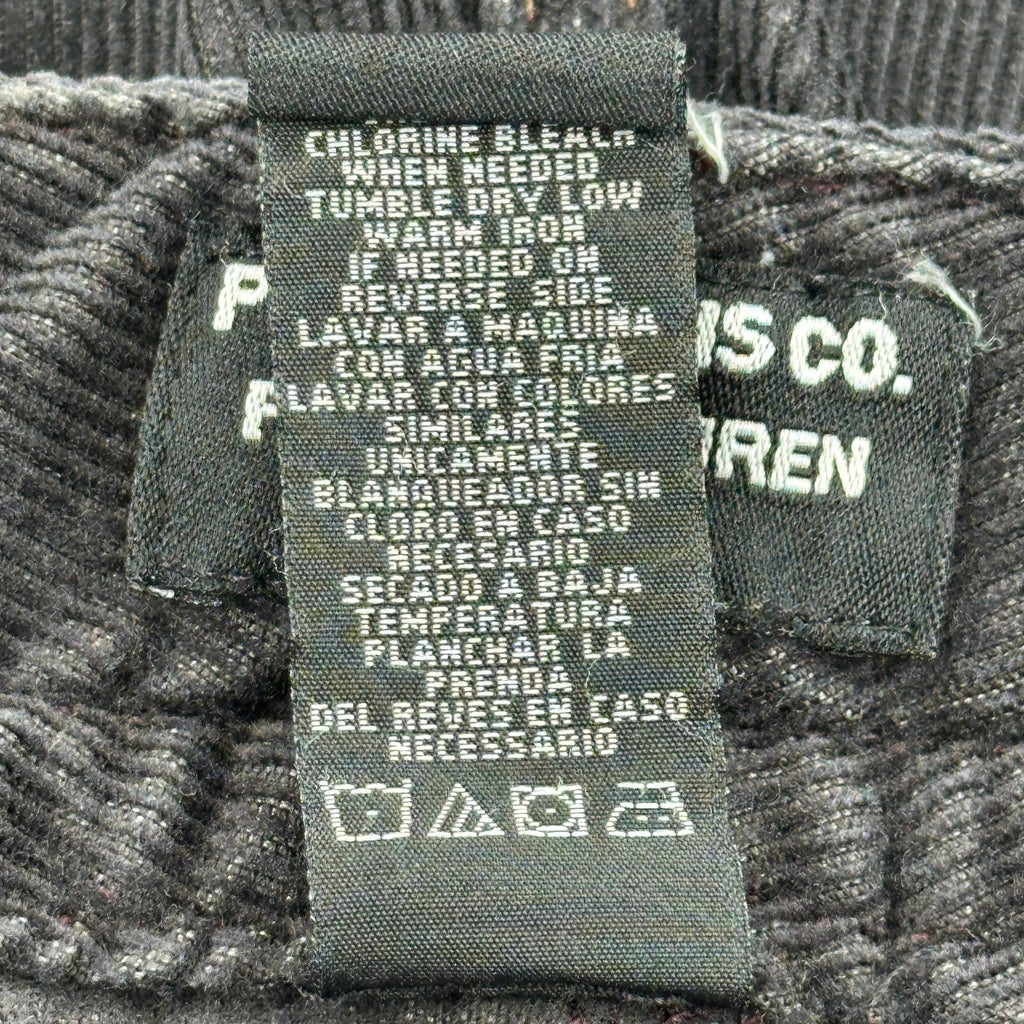 CHLORINE BLEACH
WHEN NEEDED
TUMBLE DRY LOW
WARM IRON
IF NEEDED ON
REVERSE SIDE
LAVAR A MAQUINA
CON AGUA FRIA
LAVAR CON COLORES
SIMILARES
UNICAMENTE
BLANQUEADOR SIN
CLORO EN CASO
NECESARIO
SECADO A BAJA
TEMPERATURA
PLANCHAR LA
PRENDA
DEL REVES EN CASO
NECESSARIO
CO.